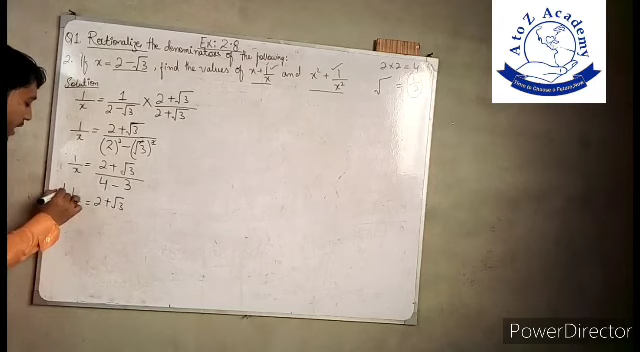 Ex: 2.8
Q1. Rationalize the denominators of the following:
2. If x = 2-√3, find the values of x + 1/x and x² + 1/x²
2 × 2 = 4
√ = 3
Solution
1/x = 1/(2-√3) × (2+√3)/(2+√3)
1/x = (2+√3)/((2)² - (√3)²)
1/x = (2+√3)/(4-3)
= 2+√3
A to Z Academy
PowerDirector